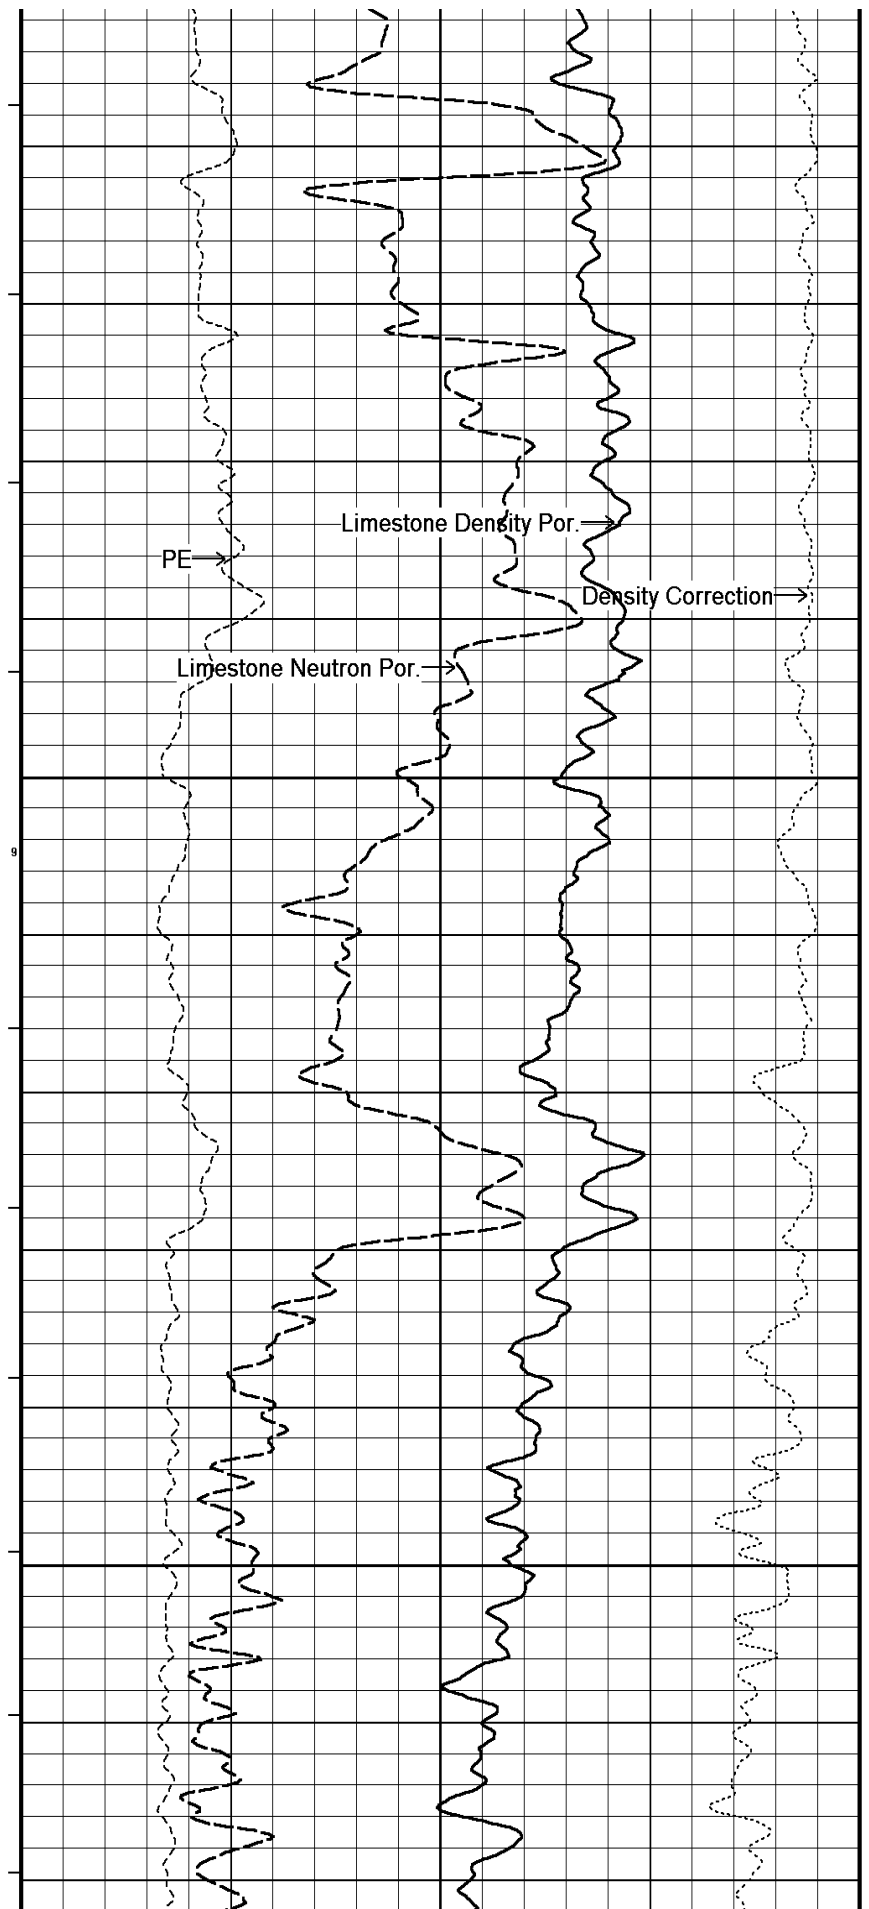 Limestone Density Por.
PE
Density Correction
Limestone Neutron Por.
9